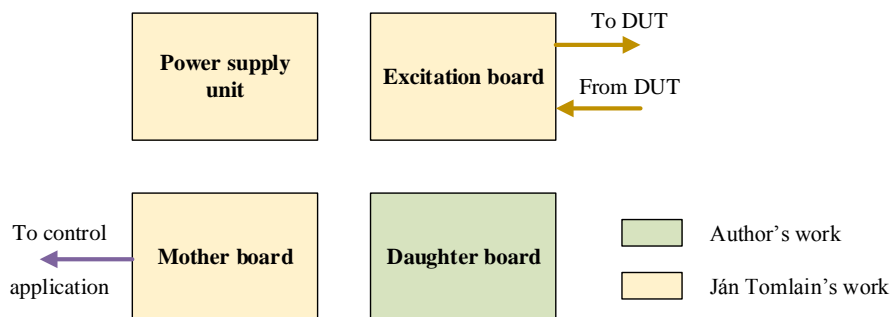 To DUT
Power supply
unit
Excitation board
From DUT
To control
application
Mother board
Daughter board
Author’s work
Ján Tomlain’s work